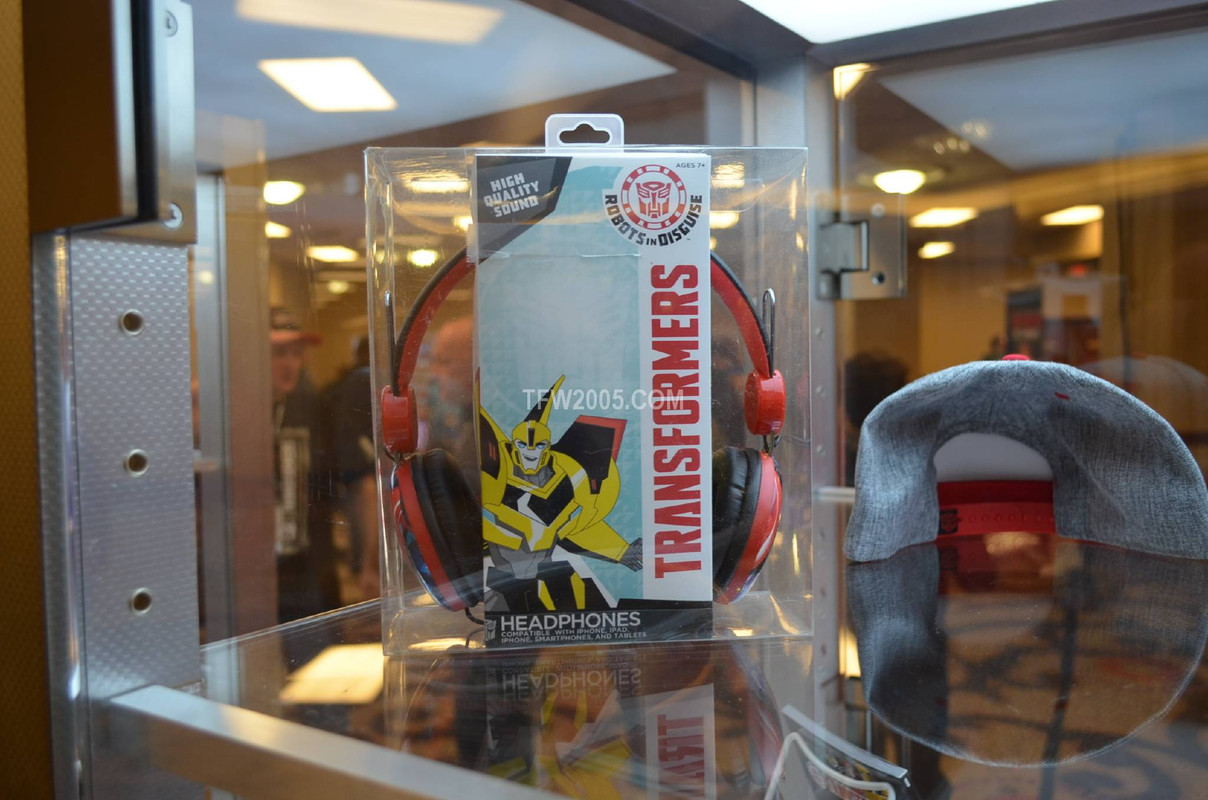 AGES 7+
HIGH
QUALITY
SOUND
ROBOTS IN DISGUISE
TRANSFORMERS
TFW2005.COM
HEADPHONES
COMPATIBLE WITH IPHONE, IPAD,
IPHONE, SMARTPHONES, AND TABLETS
HEADPHONES